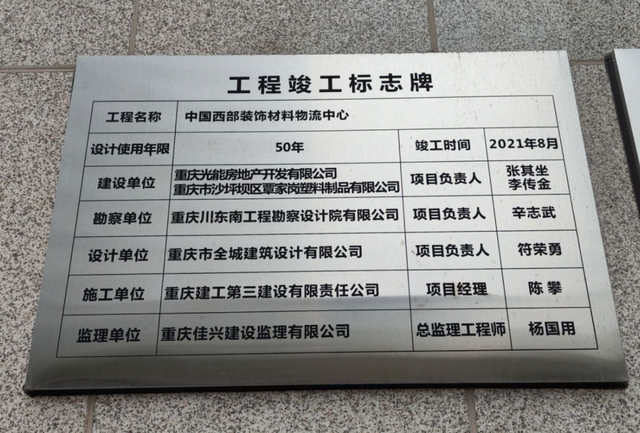 工程竣工标志牌
工程名称 中国西部装饰材料物流中心
设计使用年限 50年 竣工时间 2021年8月
建设单位 重庆光能房地产开发有限公司 项目负责人 张其坐
重庆市沙坪坝区覃家岗塑料制品有限公司 李传金
勘察单位 重庆川东南工程勘察设计院有限公司 项目负责人 辛志武
设计单位 重庆市全城建筑设计有限公司 项目负责人 符荣勇
施工单位 重庆建工第三建设有限责任公司 项目经理 陈攀
监理单位 重庆佳兴建设监理有限公司 总监理工程师 杨国用